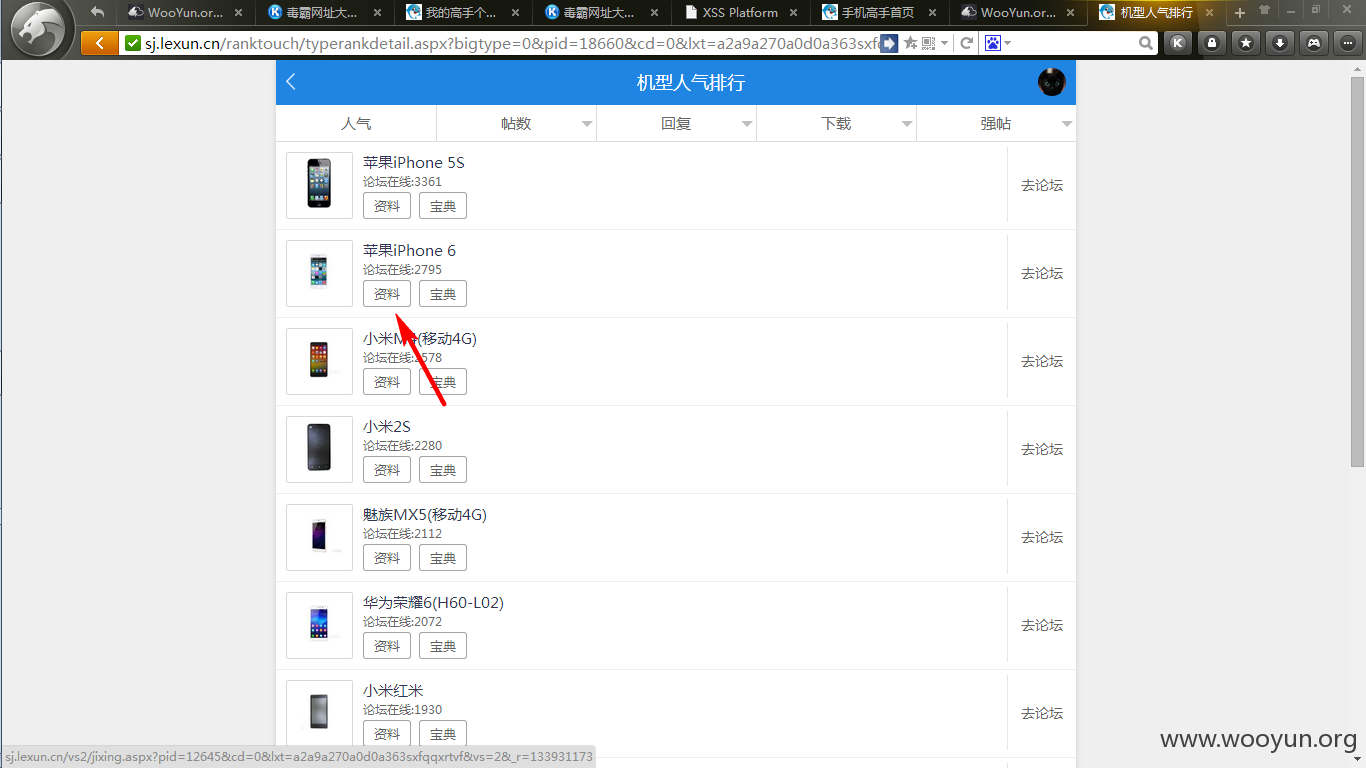 WooYun.or...
毒霸网址大...
我的高手个...
毒霸网址大...
XSS Platform
手机高手首页
WooYun.or...
机型人气排行
sj.lexun.cn/ranktouch/typerankdetail.aspx?bigtype=0&pid=18660&cd=0&lxt=a2a9a270a0d0a363sxfq
机型人气排行
人气
帖数
回复
下载
强帖
苹果iPhone 5S
论坛在线:3361
资料
宝典
去论坛
苹果iPhone 6
论坛在线:2795
资料
宝典
去论坛
小米M4(移动4G)
论坛在线:2578
资料
宝典
去论坛
小米2S
论坛在线:2280
资料
宝典
去论坛
魅族MX5(移动4G)
论坛在线:2112
资料
宝典
去论坛
华为荣耀6(H60-L02)
论坛在线:2072
资料
宝典
去论坛
小米红米
论坛在线:1930
资料
宝典
去论坛
sj.lexun.cn/vs2/jixing.aspx?pid=12645&cd=0&lxt=a2a9a270a0d0a363sxfqqxrtvf&vs=2&_r=133931173
www.wooyun.org